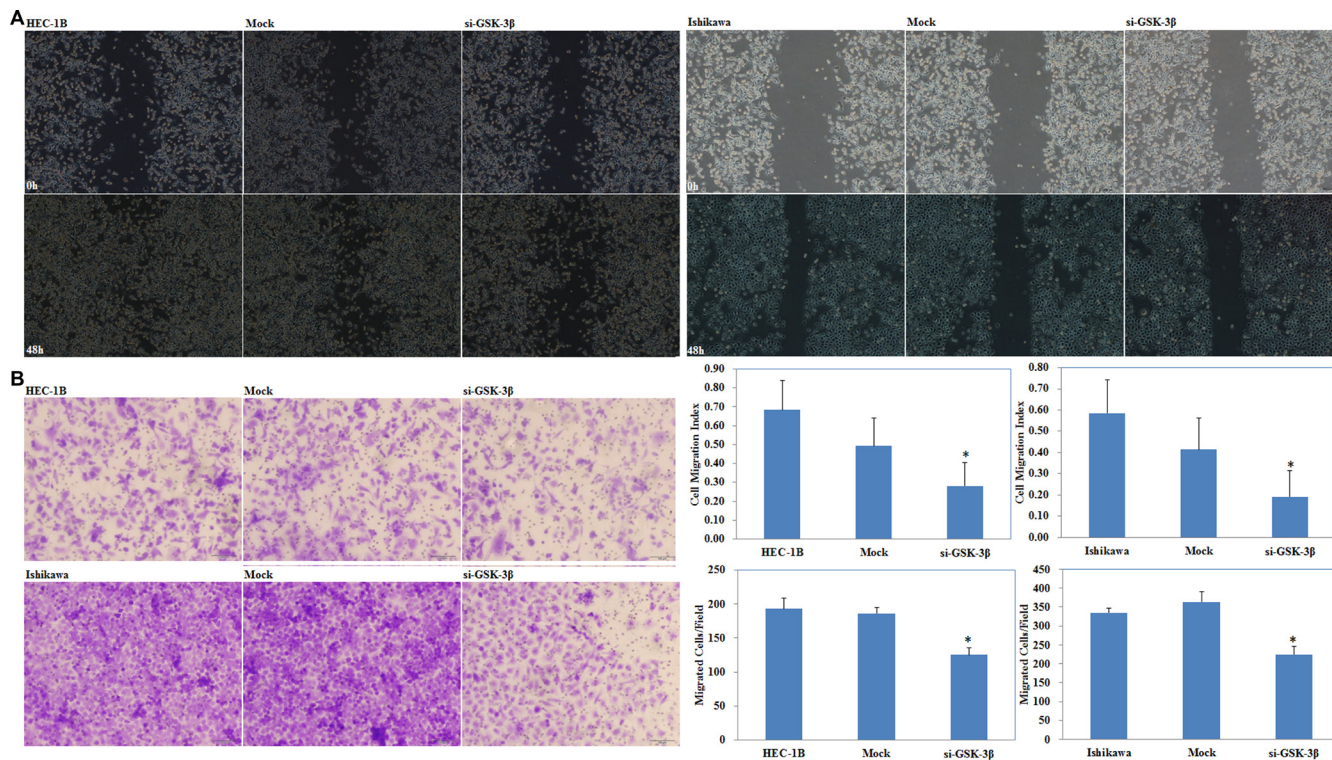 A
HEC-1B Mock si-GSK-3β Ishikawa Mock si-GSK-3β
0h 0h
48h 48h
B
HEC-1B Mock si-GSK-3β
Ishikawa Mock si-GSK-3β
Cell Migration Index
0.90
0.80
0.70
0.60
0.50
0.40
0.30
0.20
0.10
0.00
HEC-1B Mock si-GSK-3β
*
Cell Migration Index
0.80
0.70
0.60
0.50
0.40
0.30
0.20
0.10
0.00
Ishikawa Mock si-GSK-3β
*
Migrated Cells/Field
250
200
150
100
50
0
HEC-1B Mock si-GSK-3β
*
Migrated Cells/Field
450
400
350
300
250
200
150
100
50
0
Ishikawa Mock si-GSK-3β
*